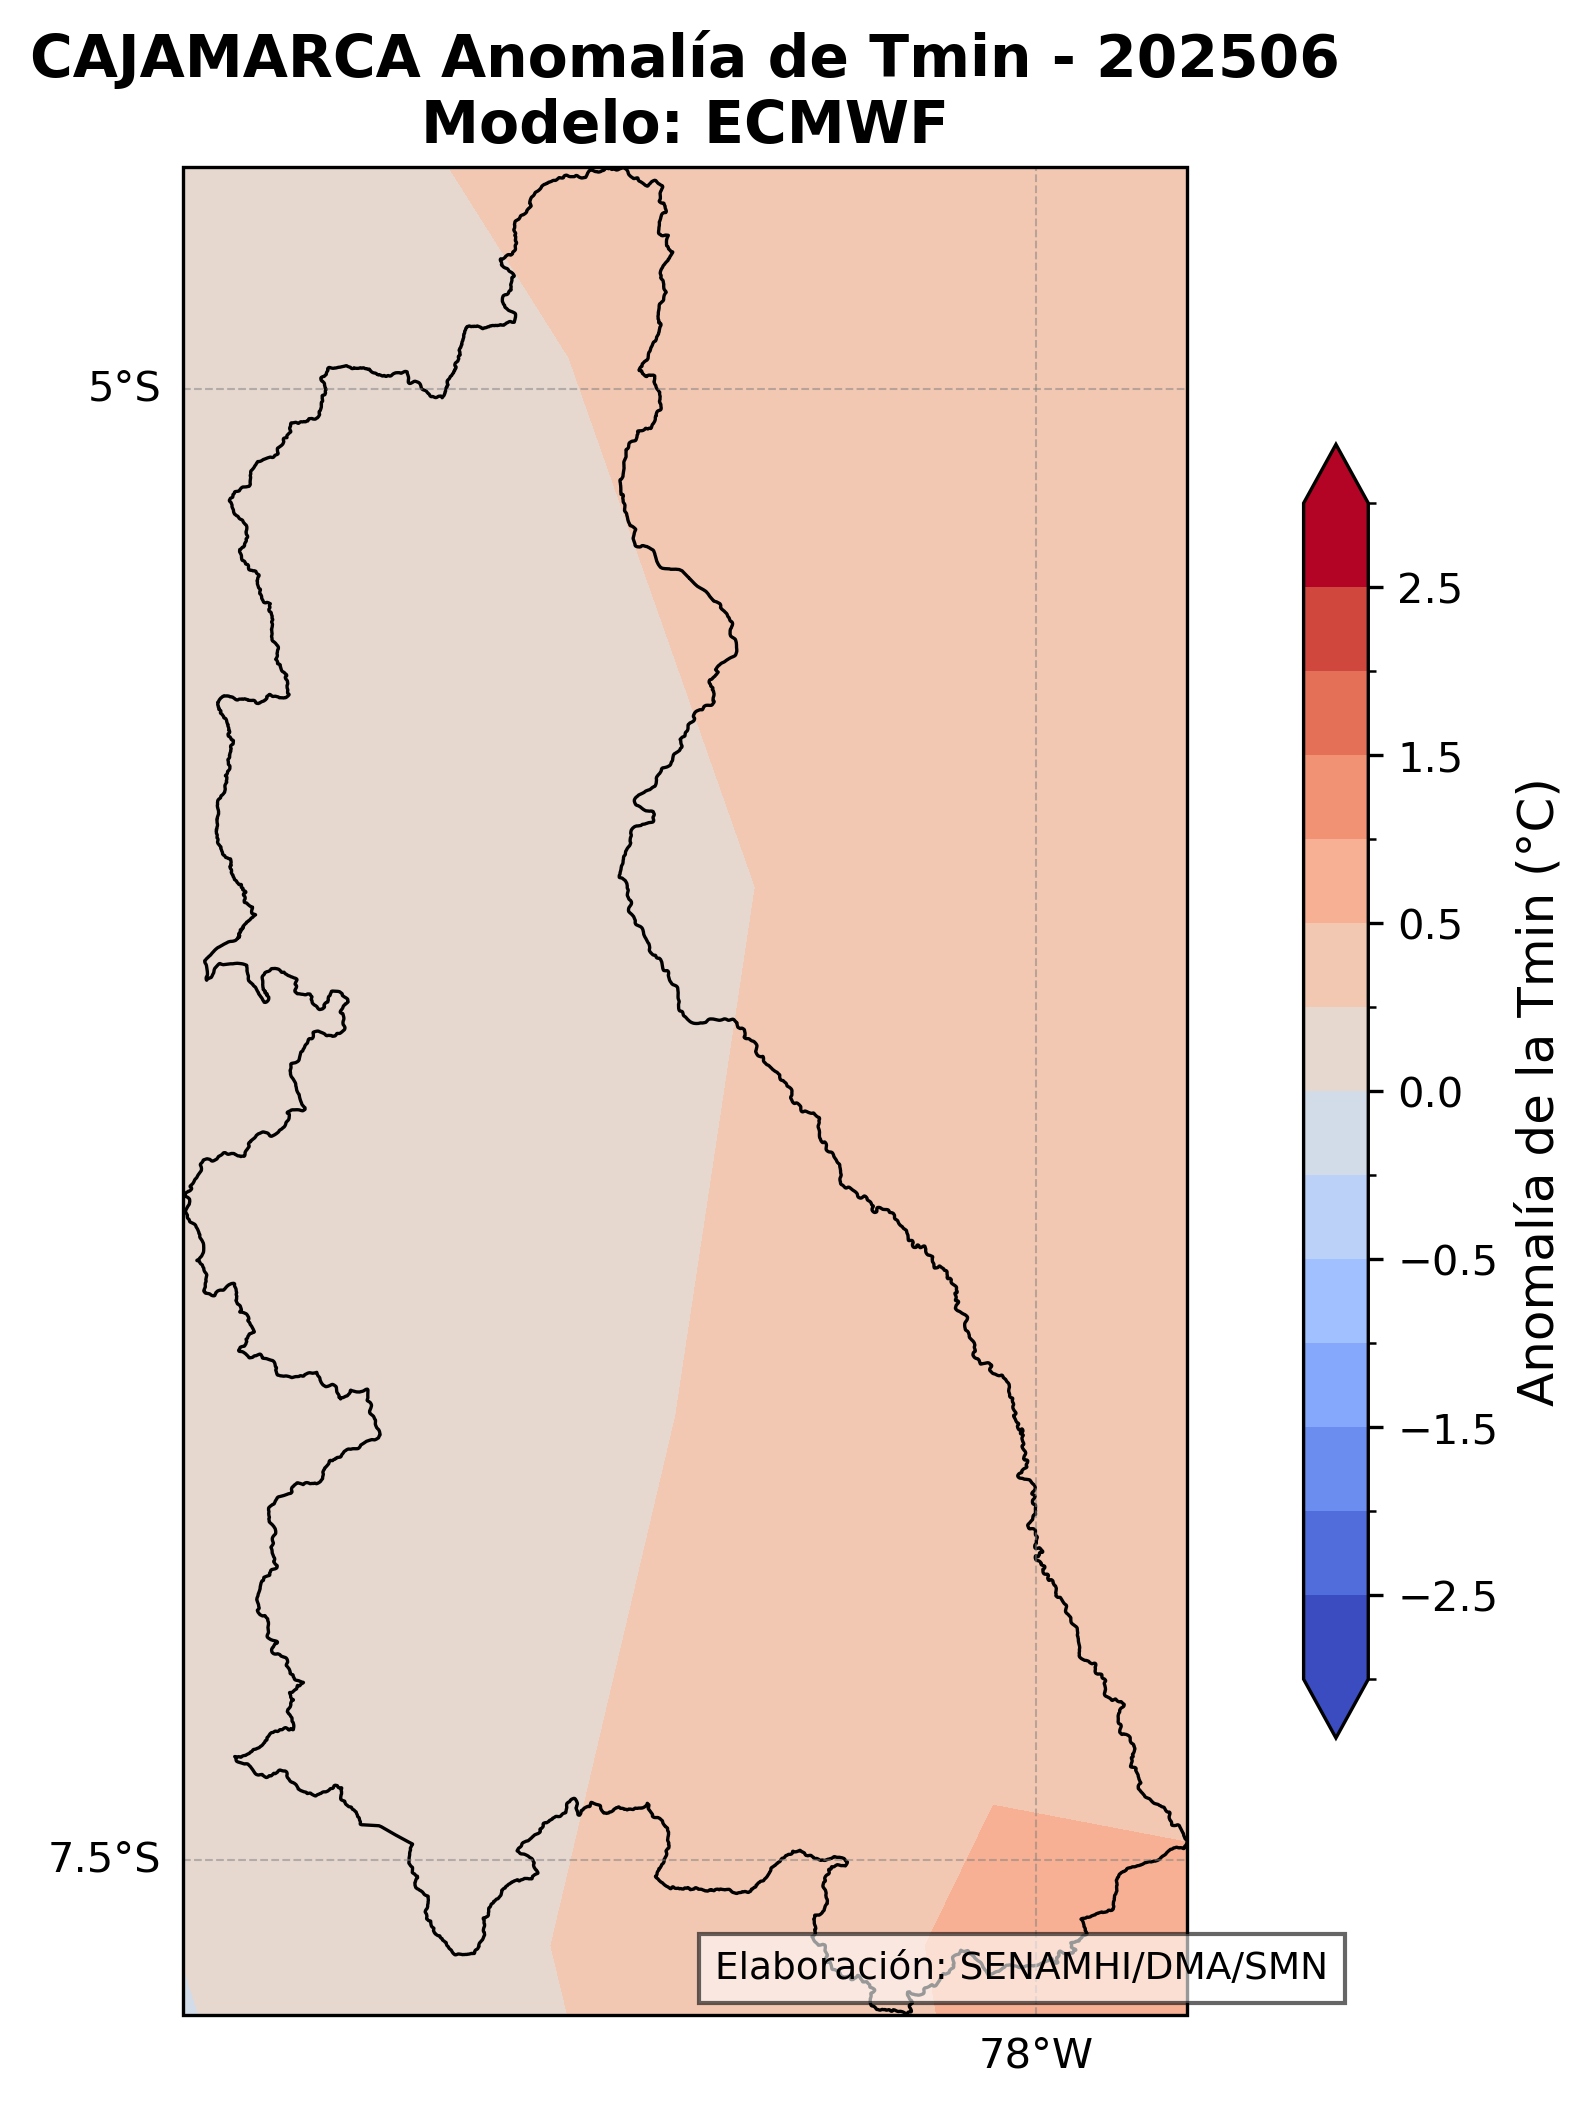 CAJAMARCA Anomalía de Tmin - 202506
Modelo: ECMWF
5°S
7.5°S
78°W
2.5
1.5
0.5
0.0
−0.5
−1.5
−2.5
Anomalía de la Tmin (°C)
Elaboración: SENAMHI/DMA/SMN